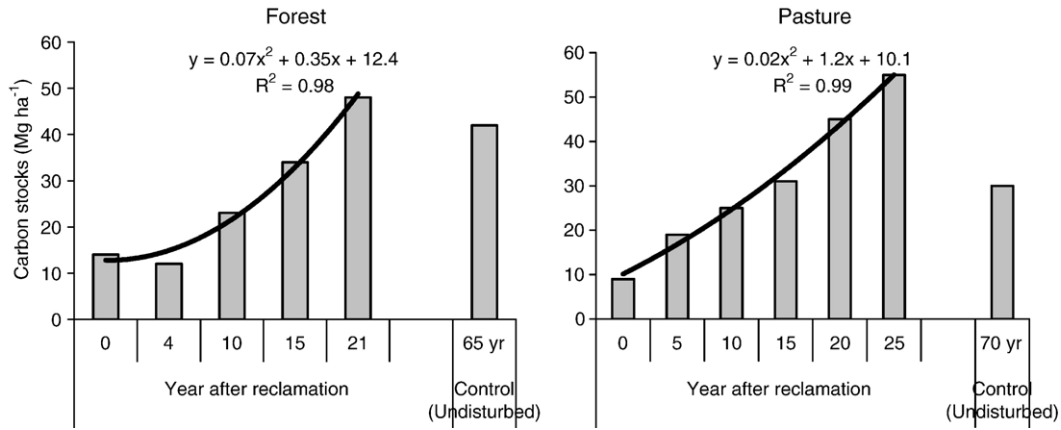 Forest
y = 0.07x² + 0.35x + 12.4
R² = 0.98
Carbon stocks (Mg ha⁻¹)
60
50
40
30
20
10
0
0 4 10 15 21 65 yr
Year after reclamation
Control
(Undisturbed)
Pasture
y = 0.02x² + 1.2x + 10.1
R² = 0.99
60
50
40
30
20
10
0
0 5 10 15 20 25 70 yr
Year after reclamation
Control
(Undisturbed)